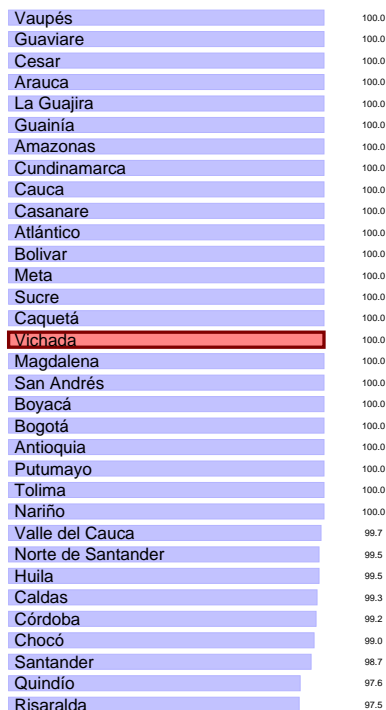 Vaupés 100.0
Guaviare 100.0
Cesar 100.0
Arauca 100.0
La Guajira 100.0
Guainía 100.0
Amazonas 100.0
Cundinamarca 100.0
Cauca 100.0
Casanare 100.0
Atlántico 100.0
Bolivar 100.0
Meta 100.0
Sucre 100.0
Caquetá 100.0
Vichada 100.0
Magdalena 100.0
San Andrés 100.0
Boyacá 100.0
Bogotá 100.0
Antioquia 100.0
Putumayo 100.0
Tolima 100.0
Nariño 100.0
Valle del Cauca 99.7
Norte de Santander 99.5
Huila 99.5
Caldas 99.3
Córdoba 99.2
Chocó 99.0
Santander 98.7
Quindío 97.6
Risaralda 97.5